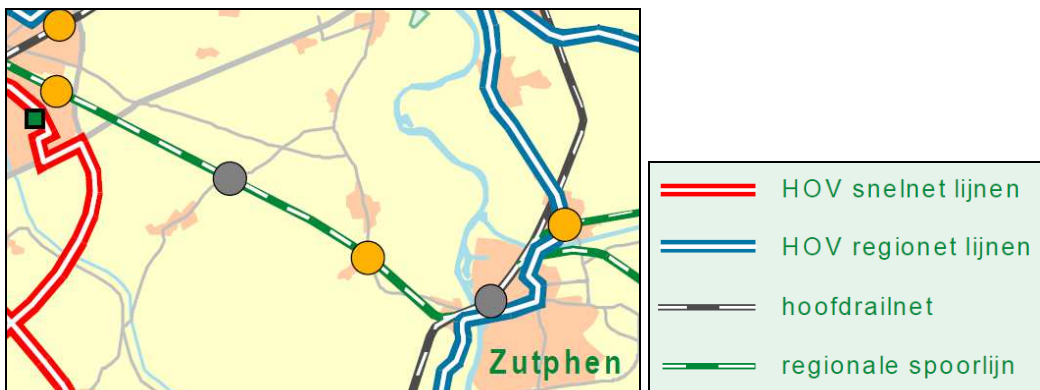 Zutphen
HOV snelnet lijnen
HOV regionet lijnen
hoofdrailnet
regionale spoorlijn